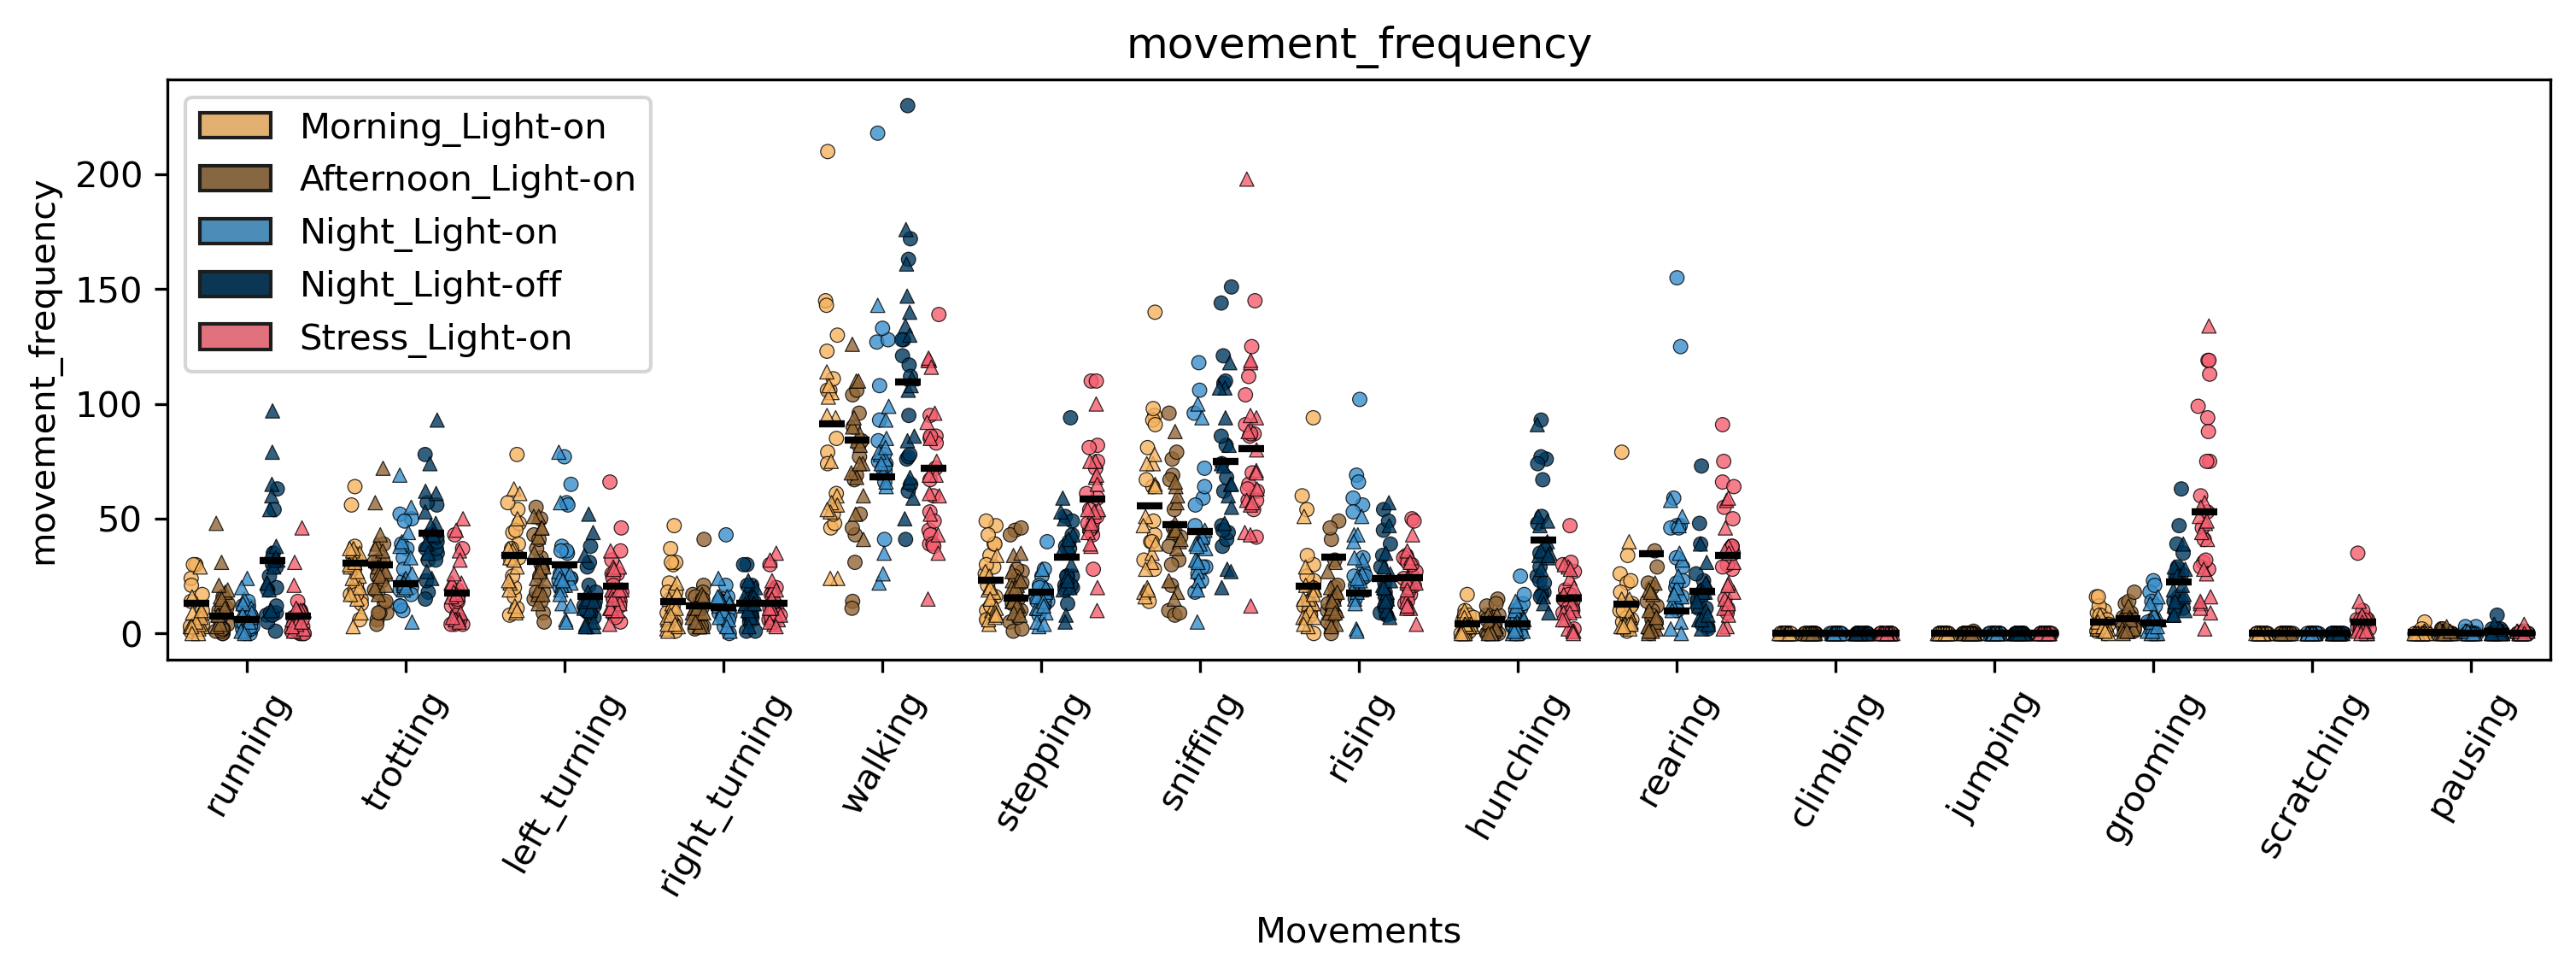 movement_frequency
movement_frequency
200
150
100
50
0
Morning_Light-on
Afternoon_Light-on
Night_Light-on
Night_Light-off
Stress_Light-on
running
trotting
left_turning
right_turning
walking
stepping
sniffing
rising
hunching
rearing
climbing
jumping
grooming
scratching
pausing
Movements